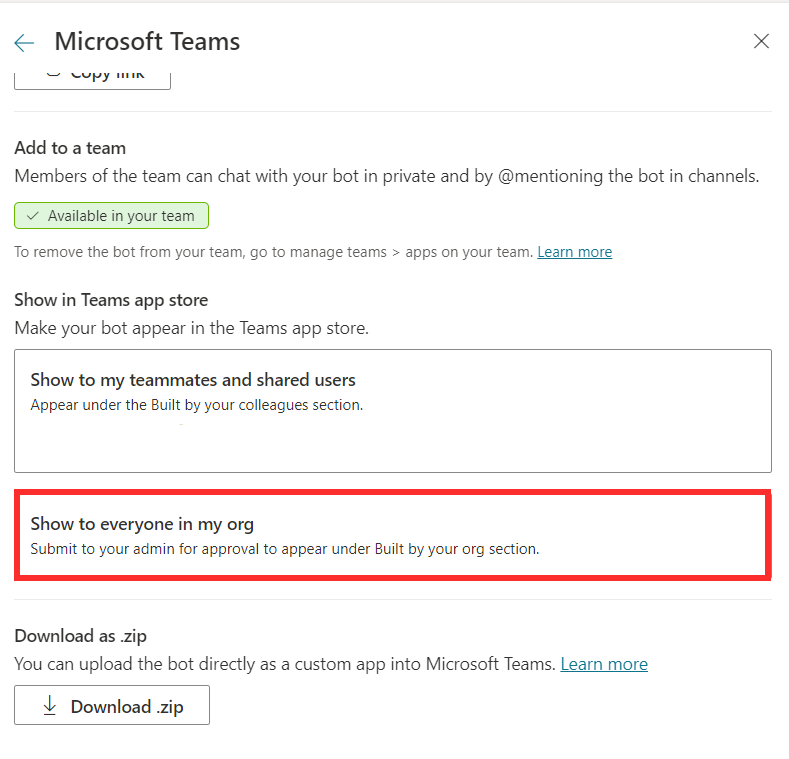 Microsoft Teams
Copy link
Add to a team
Members of the team can chat with your bot in private and by @mentioning the bot in channels.
Available in your team
To remove the bot from your team, go to manage teams > apps on your team. Learn more
Show in Teams app store
Make your bot appear in the Teams app store.
Show to my teammates and shared users
Appear under the Built by your colleagues section.
Show to everyone in my org
Submit to your admin for approval to appear under Built by your org section.
Download as .zip
You can upload the bot directly as a custom app into Microsoft Teams. Learn more
Download .zip